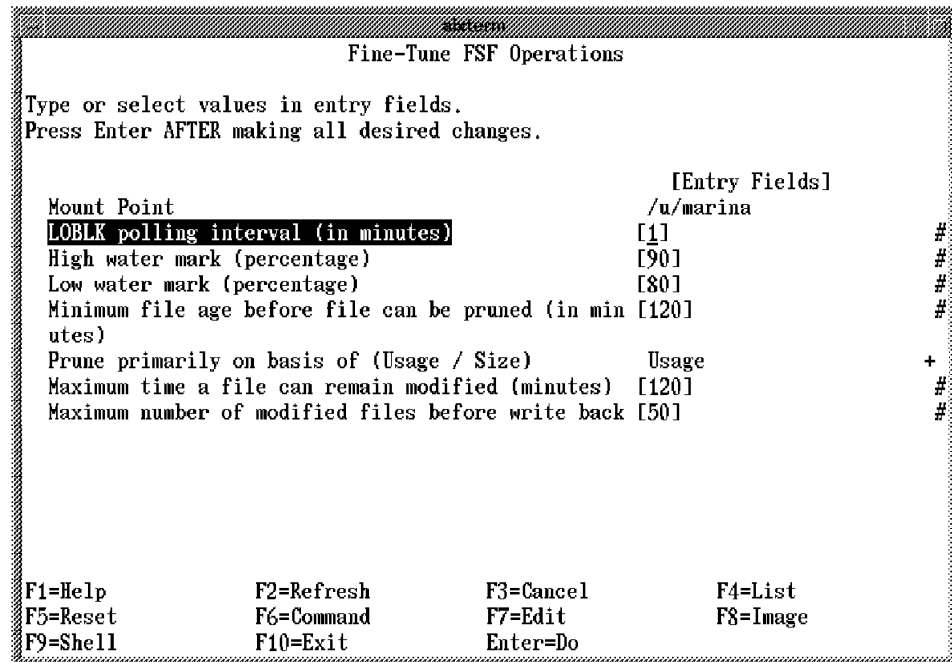 aixterm
Fine-Tune FSF Operations
Type or select values in entry fields.
Press Enter AFTER making all desired changes.
[Entry Fields]
Mount Point /u/marina
LOBLK polling interval (in minutes) [1] #
High water mark (percentage) [90] #
Low water mark (percentage) [80] #
Minimum file age before file can be pruned (in min [120] #
utes)
Prune primarily on basis of (Usage / Size) Usage +
Maximum time a file can remain modified (minutes) [120] #
Maximum number of modified files before write back [50] #
F1=Help F2=Refresh F3=Cancel F4=List
F5=Reset F6=Command F7=Edit F8=Image
F9=Shell F10=Exit Enter=Do